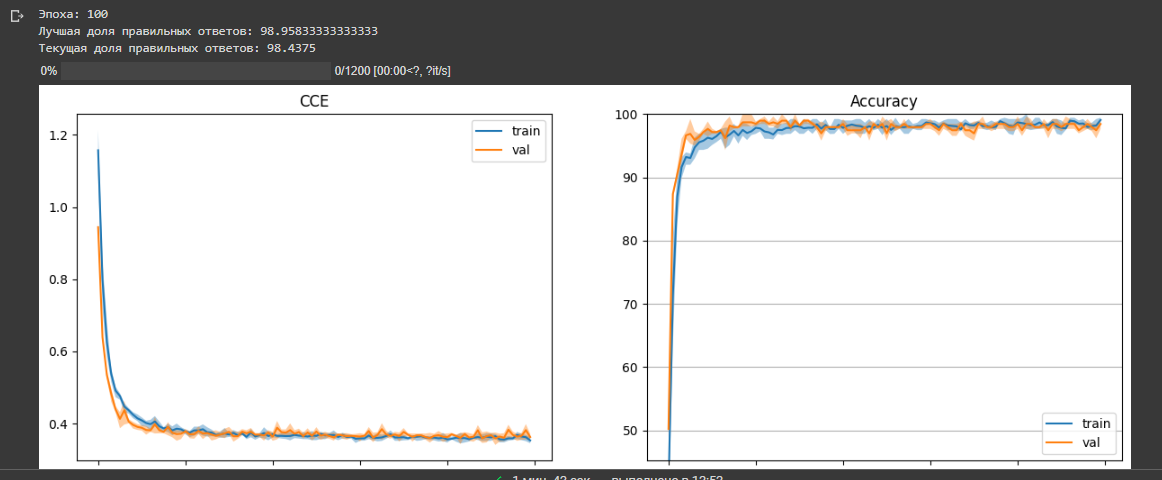 Эпоха: 100
Лучшая доля правильных ответов: 98.95833333333333
Текущая доля правильных ответов: 98.4375
0% 0/1200 [00:00<?, ?it/s]
CCE
1.2
1.0
0.8
0.6
0.4
train
val
Accuracy
100
90
80
70
60
50
train
val